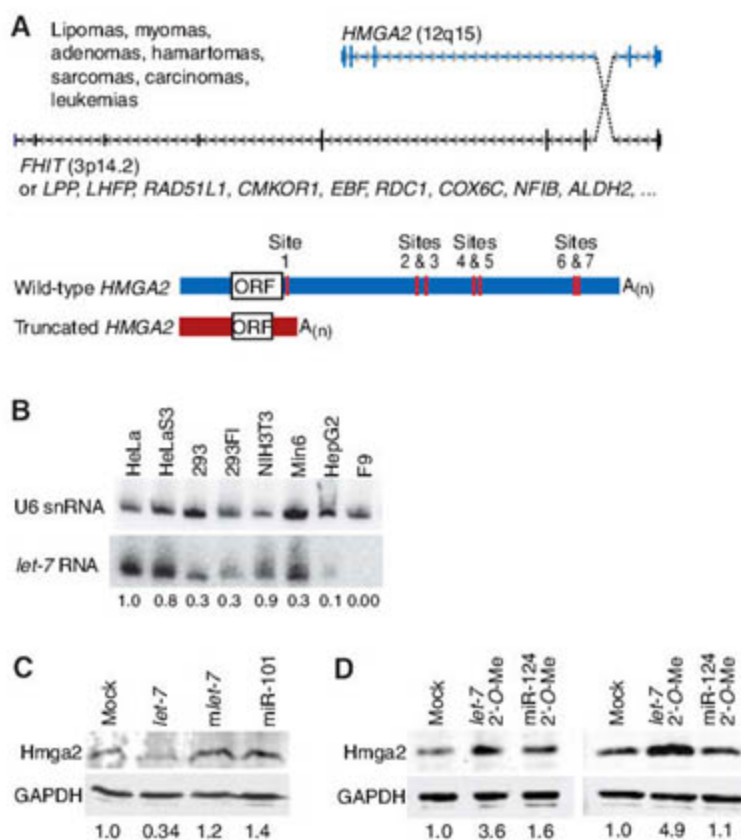 A
Lipomas, myomas,
adenomas, hamartomas,
sarcomas, carcinomas,
leukemias
HMGA2 (12q15)
FHIT (3p14.2)
or LPP, LHFP, RAD51L1, CMKOR1, EBF, RDC1, COX6C, NFIB, ALDH2, ...
Site 1
Sites 2 & 3
Sites 4 & 5
Sites 6 & 7
Wild-type HMGA2 ORF A(n)
Truncated HMGA2 ORF A(n)
B
HeLa HeLaS3 293 293Fl NIH3T3 Min6 HepG2 F9
U6 snRNA
let-7 RNA
1.0 0.8 0.3 0.3 0.9 0.3 0.1 0.00
C
Mock let-7 mlet-7 miR-101
Hmga2
GAPDH
1.0 0.34 1.2 1.4
D
Mock let-7 2'-O-Me miR-124 2'-O-Me Mock let-7 2'-O-Me miR-124 2'-O-Me
Hmga2
GAPDH
1.0 3.6 1.6 1.0 4.9 1.1